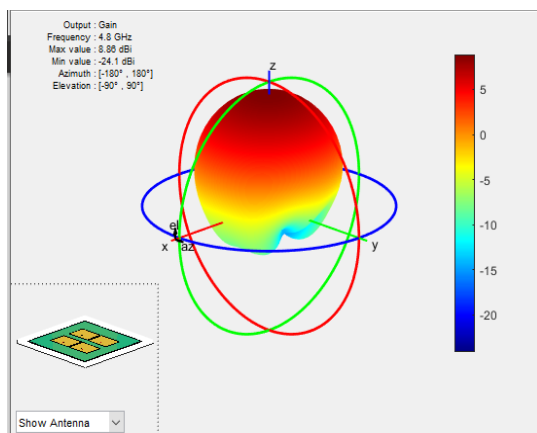 Output : Gain
Frequency : 4.8 GHz
Max value : 8.86 dBi
Min value : -24.1 dBi
Azimuth : [-180° , 180°]
Elevation : [-90° , 90°]
z
el
x
az
y
5
0
-5
-10
-15
-20
Show Antenna